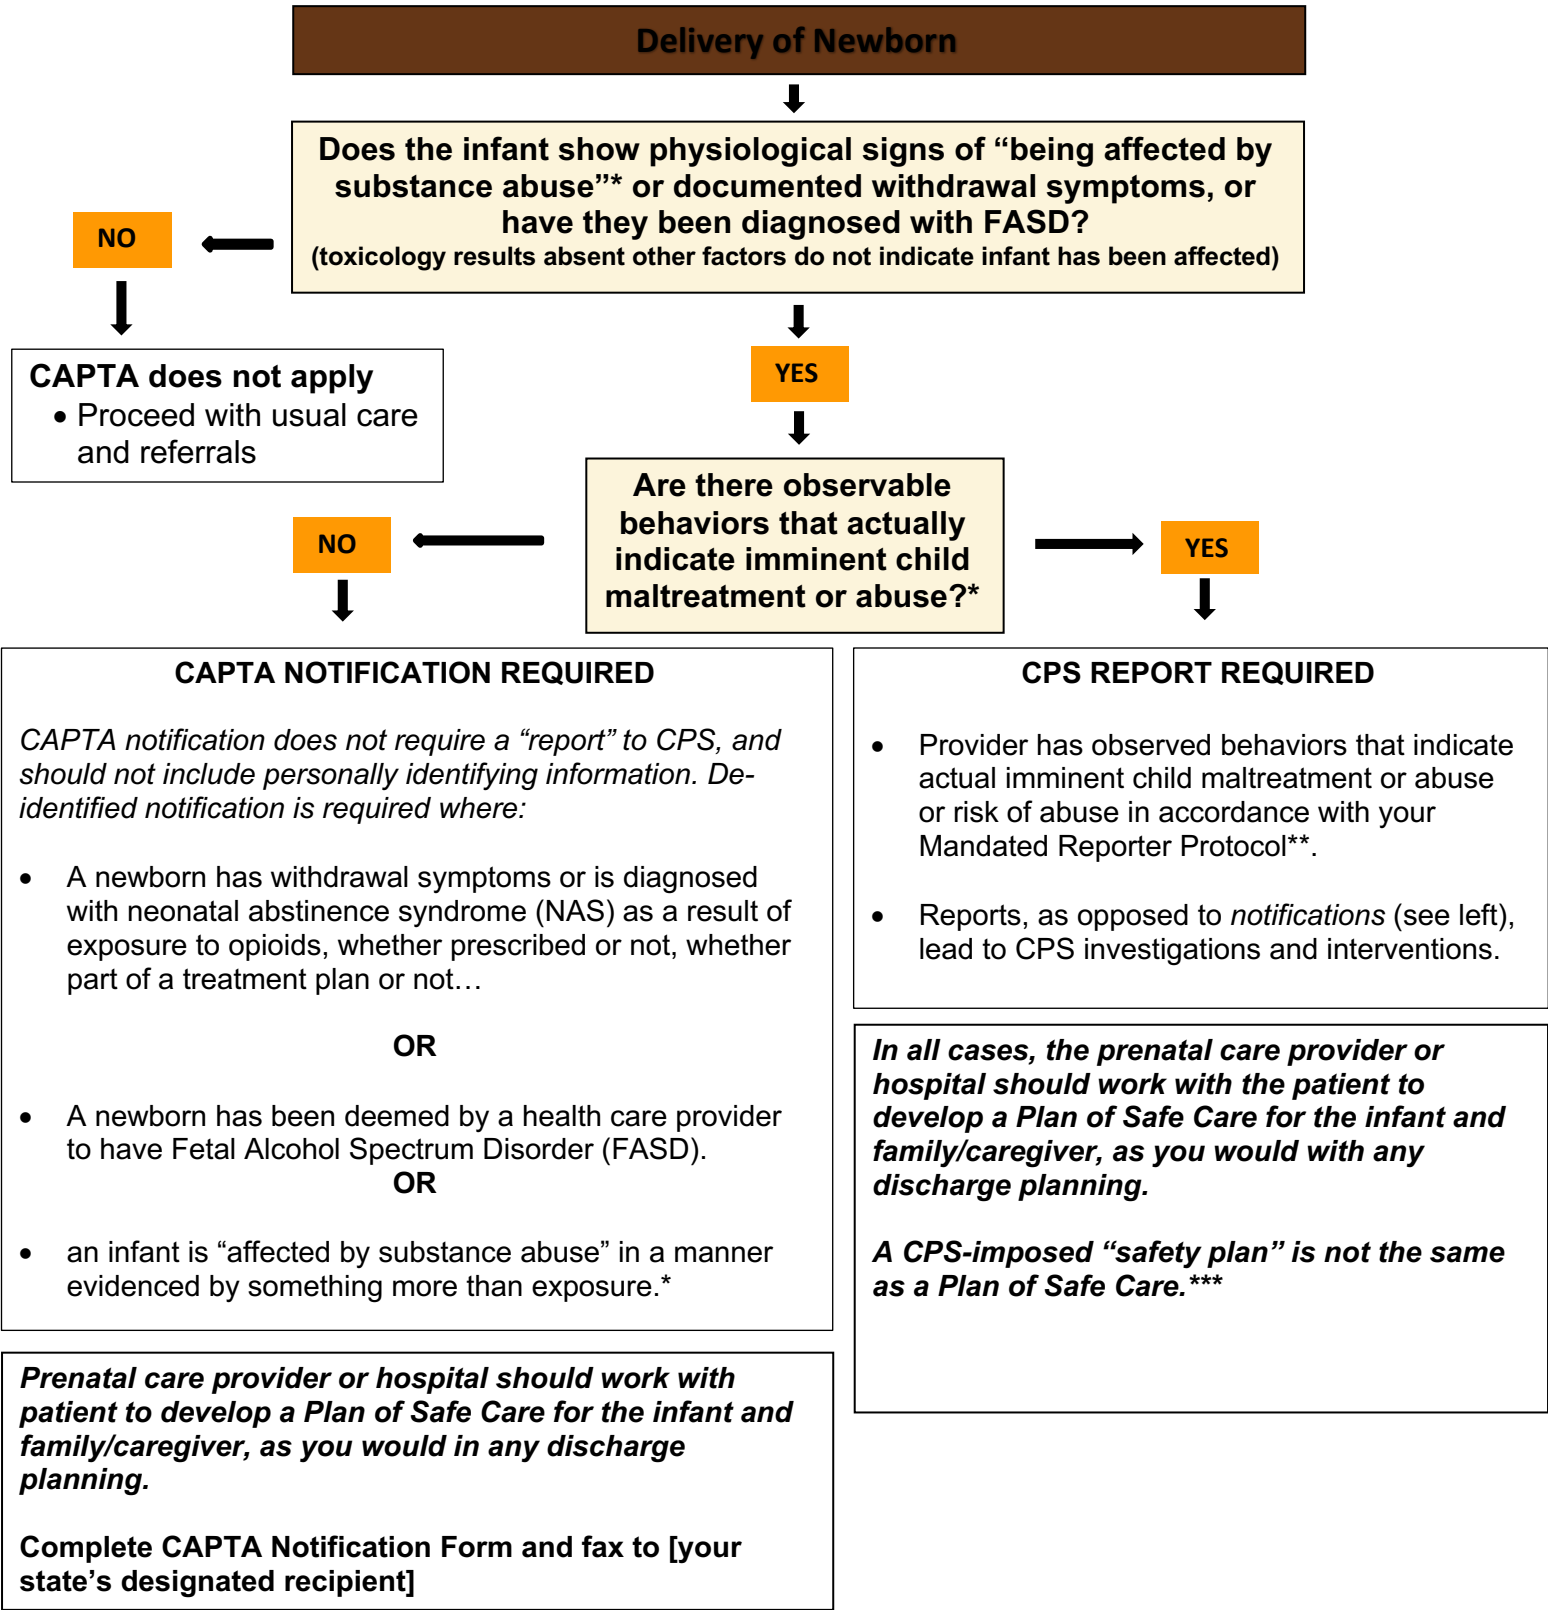 Delivery of Newborn
Does the infant show physiological signs of “being affected by
substance abuse”* or documented withdrawal symptoms, or
have they been diagnosed with FASD?
(toxicology results absent other factors do not indicate infant has been affected)
NO
CAPTA does not apply
• Proceed with usual care
and referrals
YES
Are there observable
behaviors that actually
indicate imminent child
maltreatment or abuse?*
NO
YES
CAPTA NOTIFICATION REQUIRED
CAPTA notification does not require a “report” to CPS, and
should not include personally identifying information. De-
identified notification is required where:
• A newborn has withdrawal symptoms or is diagnosed
with neonatal abstinence syndrome (NAS) as a result of
exposure to opioids, whether prescribed or not, whether
part of a treatment plan or not…
OR
• A newborn has been deemed by a health care provider
to have Fetal Alcohol Spectrum Disorder (FASD).
OR
• an infant is “affected by substance abuse” in a manner
evidenced by something more than exposure.*
Prenatal care provider or hospital should work with
patient to develop a Plan of Safe Care for the infant and
family/caregiver, as you would in any discharge
planning.
Complete CAPTA Notification Form and fax to [your
state’s designated recipient]
CPS REPORT REQUIRED
• Provider has observed behaviors that indicate
actual imminent child maltreatment or abuse
or risk of abuse in accordance with your
Mandated Reporter Protocol**.
• Reports, as opposed to notifications (see left),
lead to CPS investigations and interventions.
In all cases, the prenatal care provider or
hospital should work with the patient to
develop a Plan of Safe Care for the infant and
family/caregiver, as you would with any
discharge planning.
A CPS-imposed “safety plan” is not the same
as a Plan of Safe Care.***